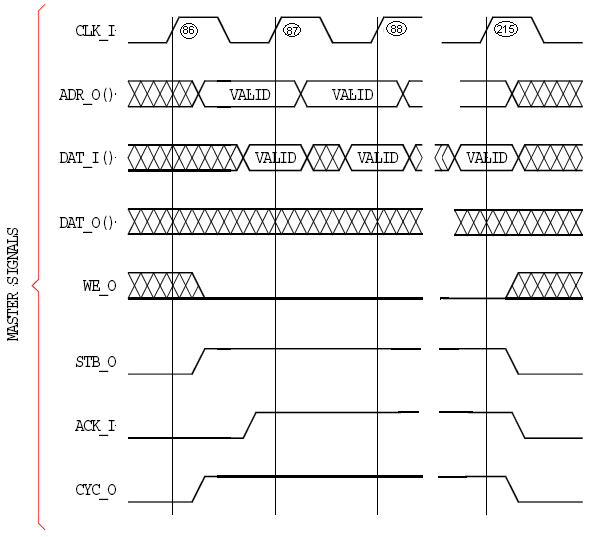 CLK_I
86
87
88
215
ADR_O()
VALID
VALID
DAT_I()
VALID
VALID
VALID
DAT_O()
WE_O
MASTER SIGNALS
STB_O
ACK_I
CYC_O